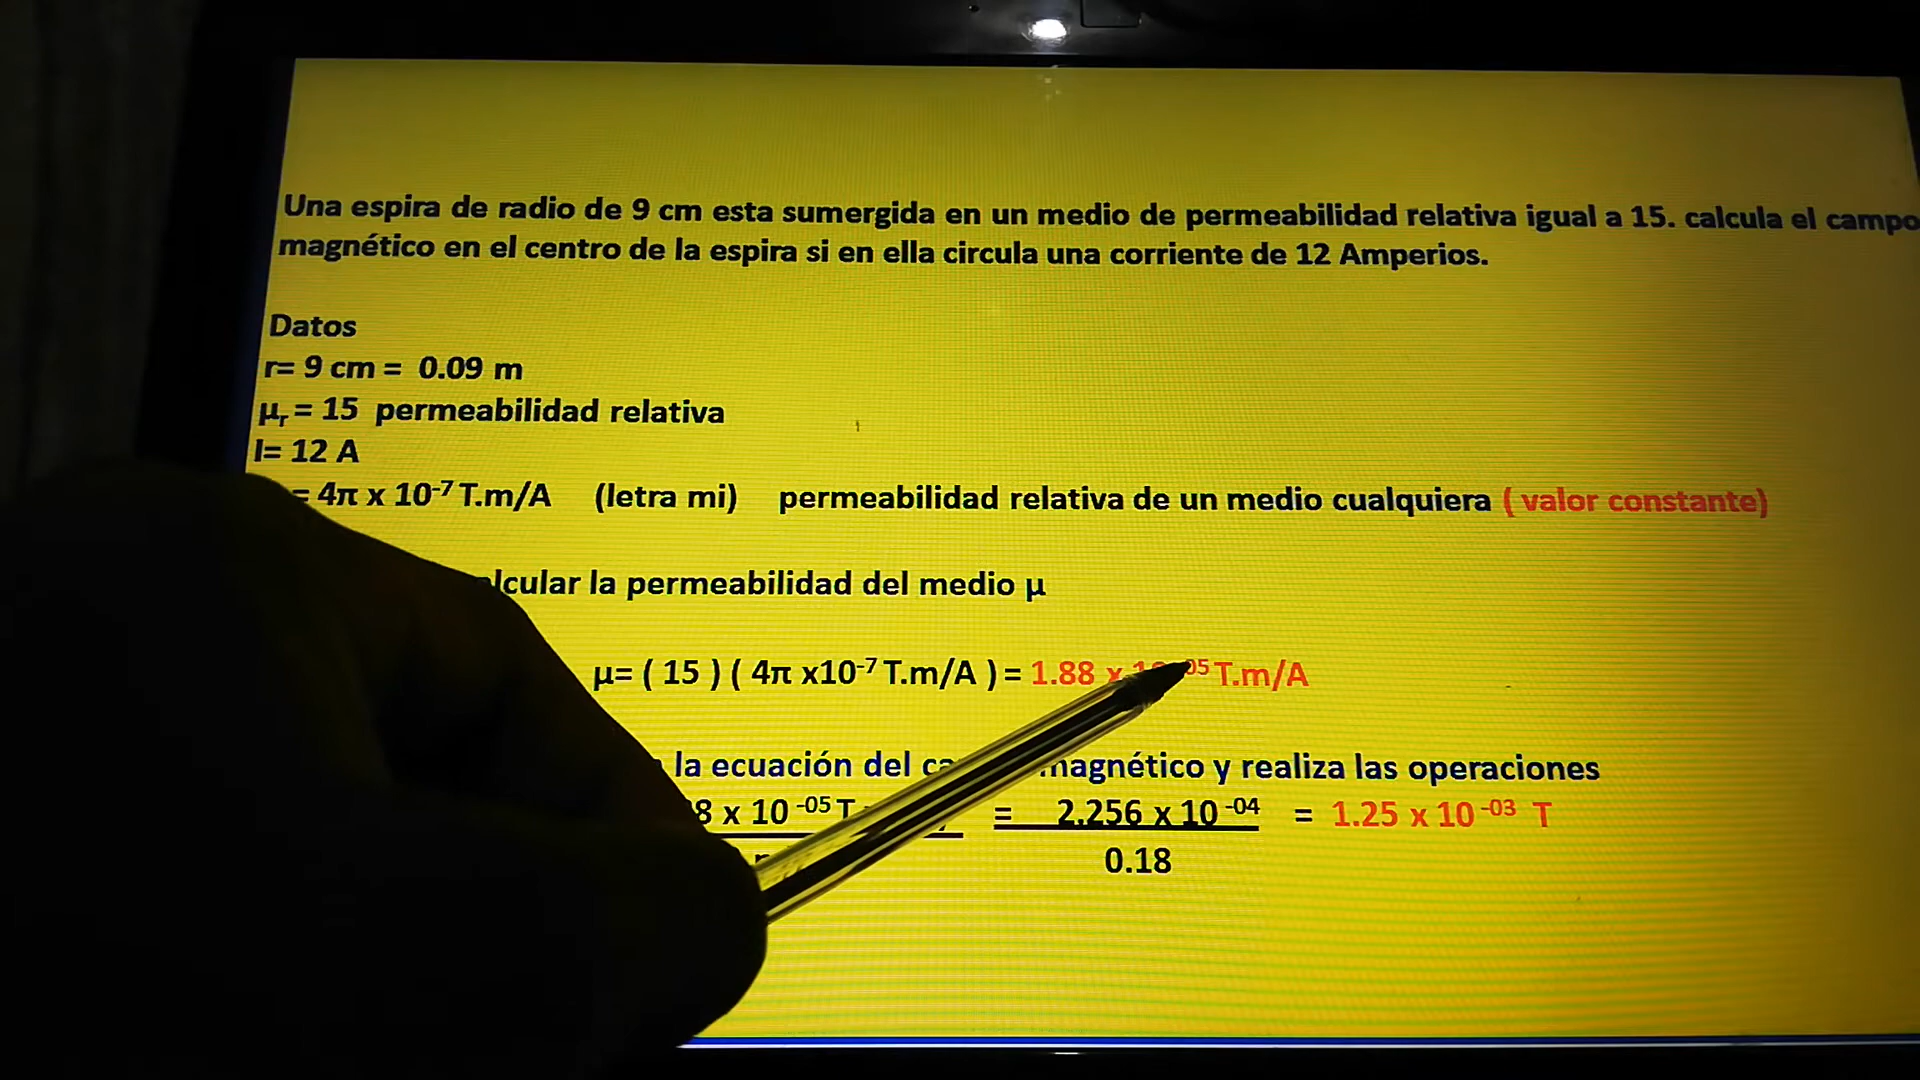 Una espira de radio de 9 cm esta sumergida en un medio de permeabilidad relativa igual a 15. calcula el campo
magnético en el centro de la espira si en ella circula una corriente de 12 Amperios.
Datos
r= 9 cm = 0.09 m
μr = 15 permeabilidad relativa
I= 12 A
= 4π x 10-7 T.m/A (letra mi) permeabilidad relativa de un medio cualquiera ( valor constante)
la permeabilidad del medio μ
μ= ( 15 ) ( 4π x10-7 T.m/A ) = 1.88 x 05 T.m/A
la ecuación del magnético y realiza las operaciones
8 x 10 -05 T = 2.256 x 10 -04 = 1.25 x 10 -03 T
0.18